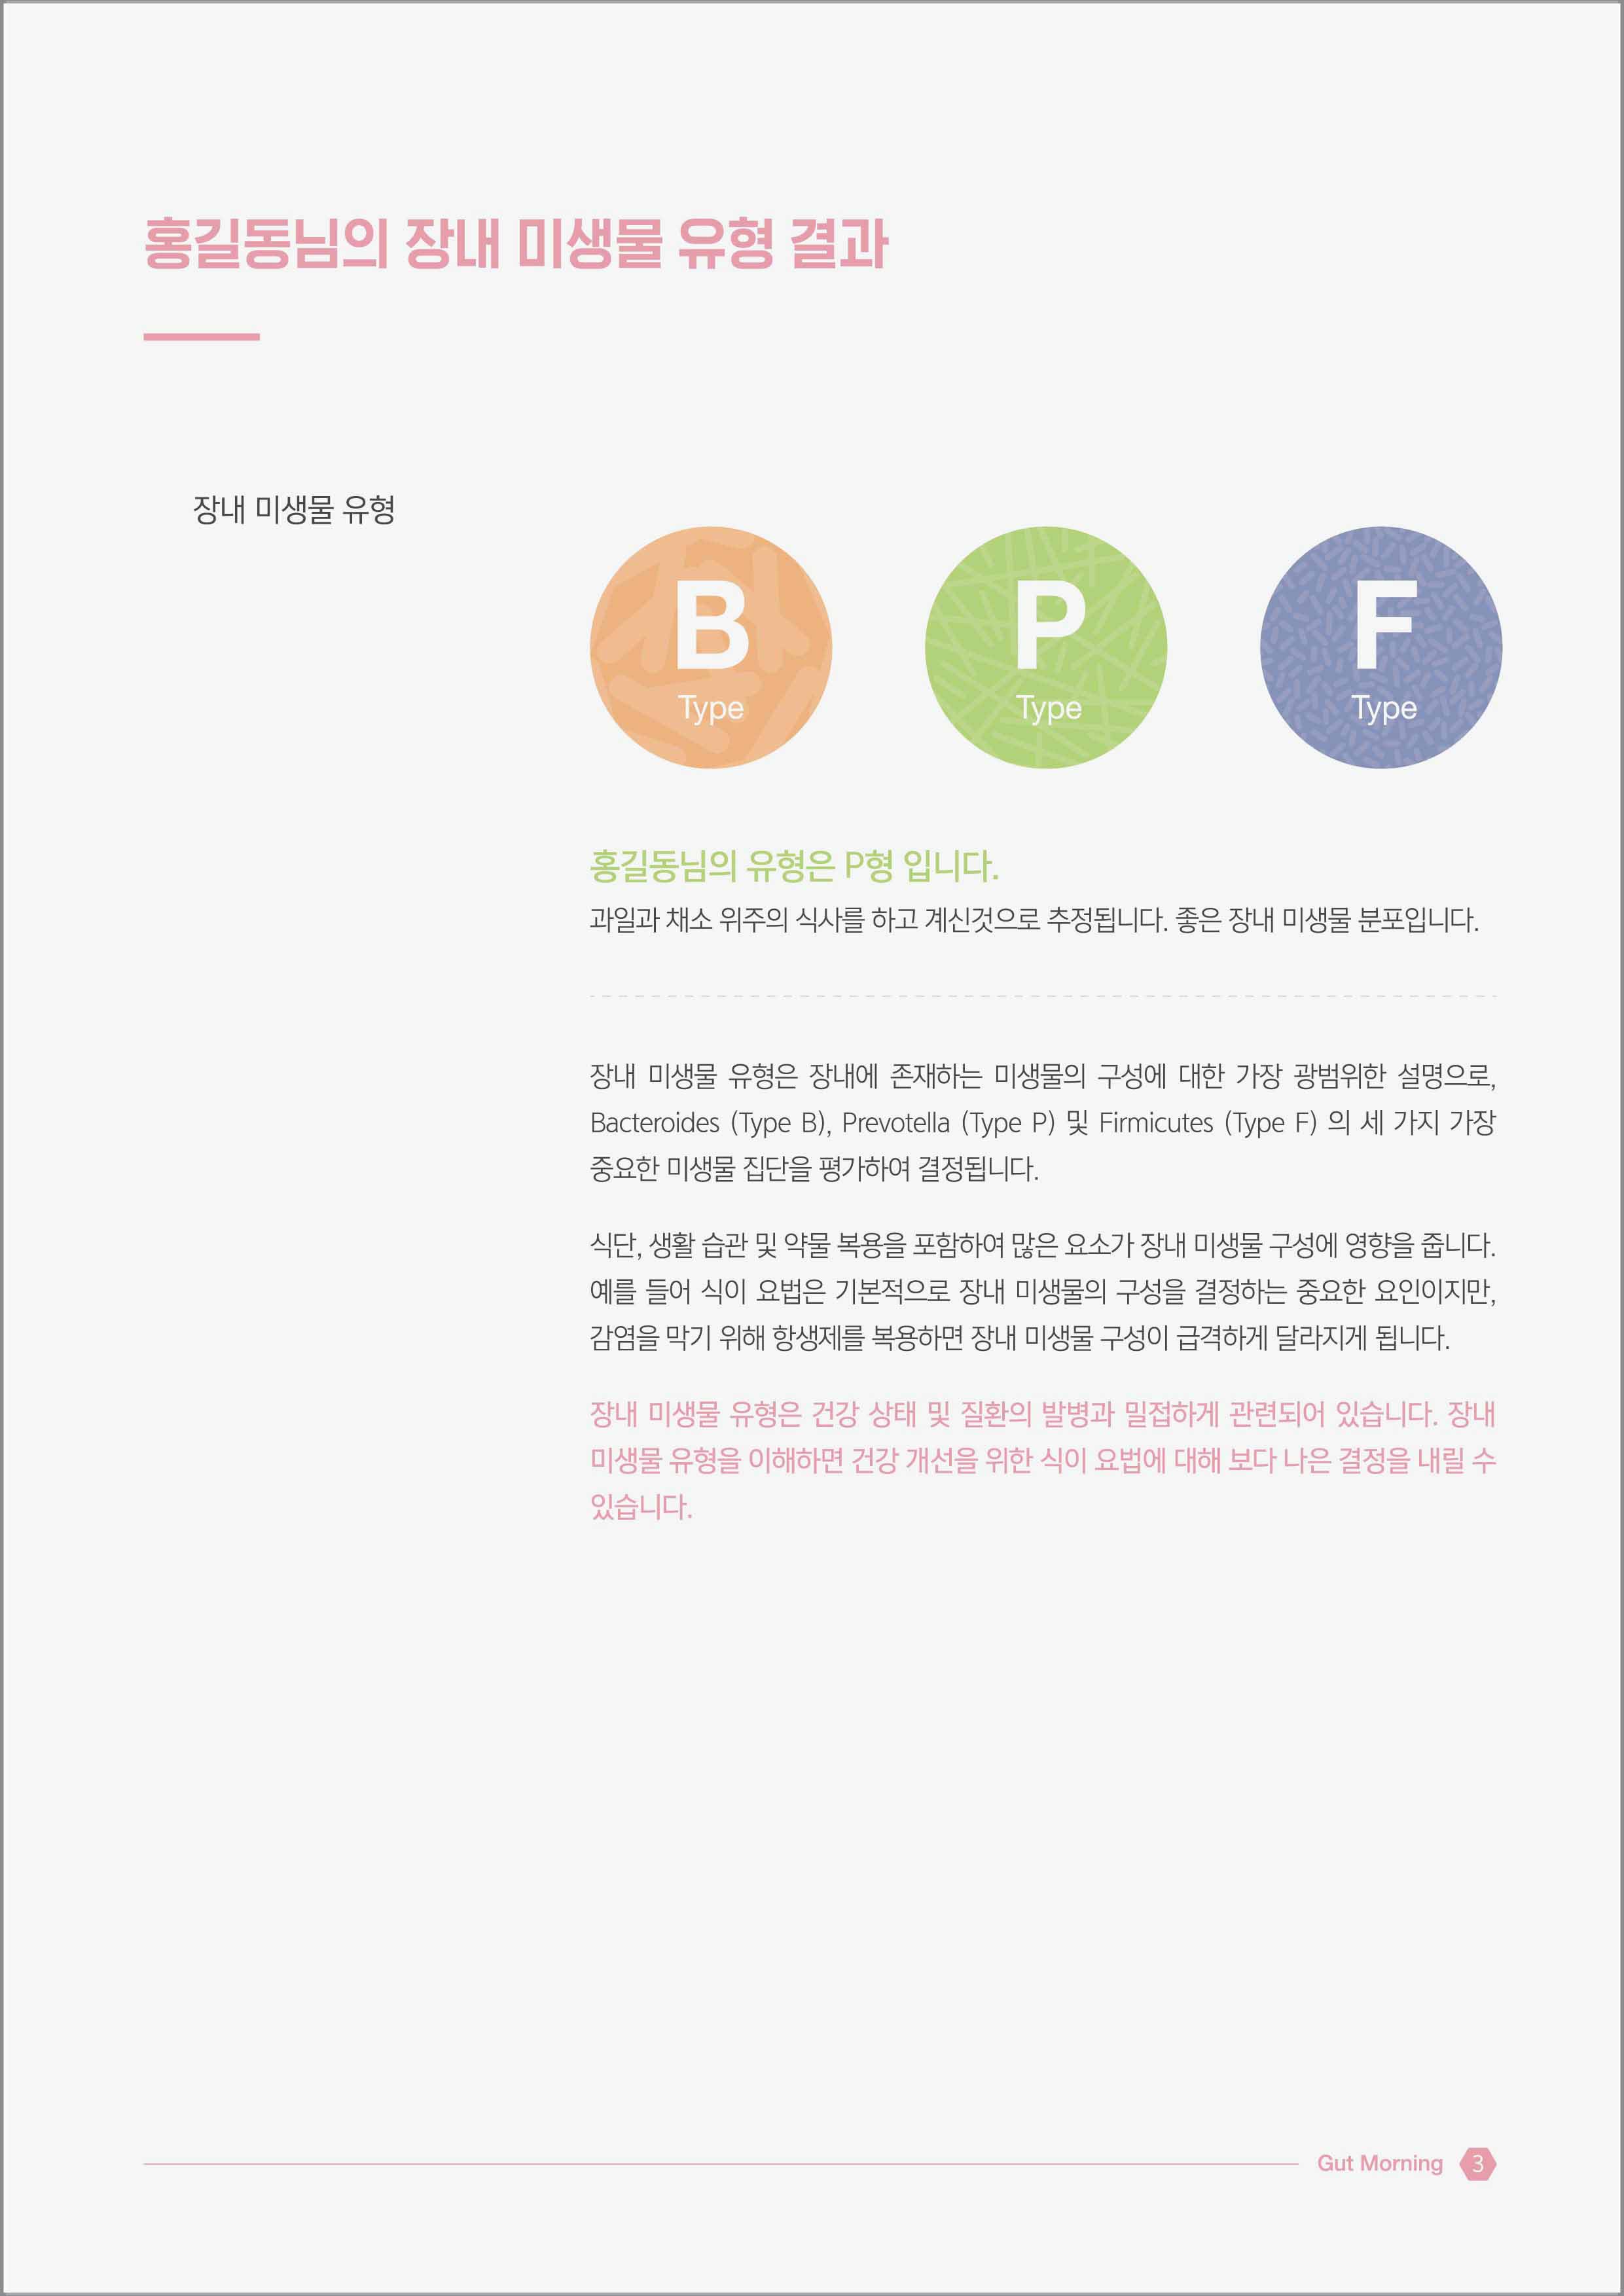 홍길동님의 장내 미생물 유형 결과
장내 미생물 유형
B
Type
P
Type
F
Type
홍길동님의 유형은 P형 입니다.
과일과 채소 위주의 식사를 하고 계신것으로 추정됩니다. 좋은 장내 미생물 분포입니다.
장내 미생물 유형은 장내에 존재하는 미생물의 구성에 대한 가장 광범위한 설명으로,
Bacteroides (Type B), Prevotella (Type P) 및 Firmicutes (Type F) 의 세 가지 가장
중요한 미생물 집단을 평가하여 결정됩니다.
식단, 생활 습관 및 약물 복용을 포함하여 많은 요소가 장내 미생물 구성에 영향을 줍니다.
예를 들어 식이 요법은 기본적으로 장내 미생물의 구성을 결정하는 중요한 요인이지만,
감염을 막기 위해 항생제를 복용하면 장내 미생물 구성이 급격하게 달라지게 됩니다.
장내 미생물 유형은 건강 상태 및 질환의 발병과 밀접하게 관련되어 있습니다. 장내
미생물 유형을 이해하면 건강 개선을 위한 식이 요법에 대해 보다 나은 결정을 내릴 수
있습니다.
Gut Morning 3